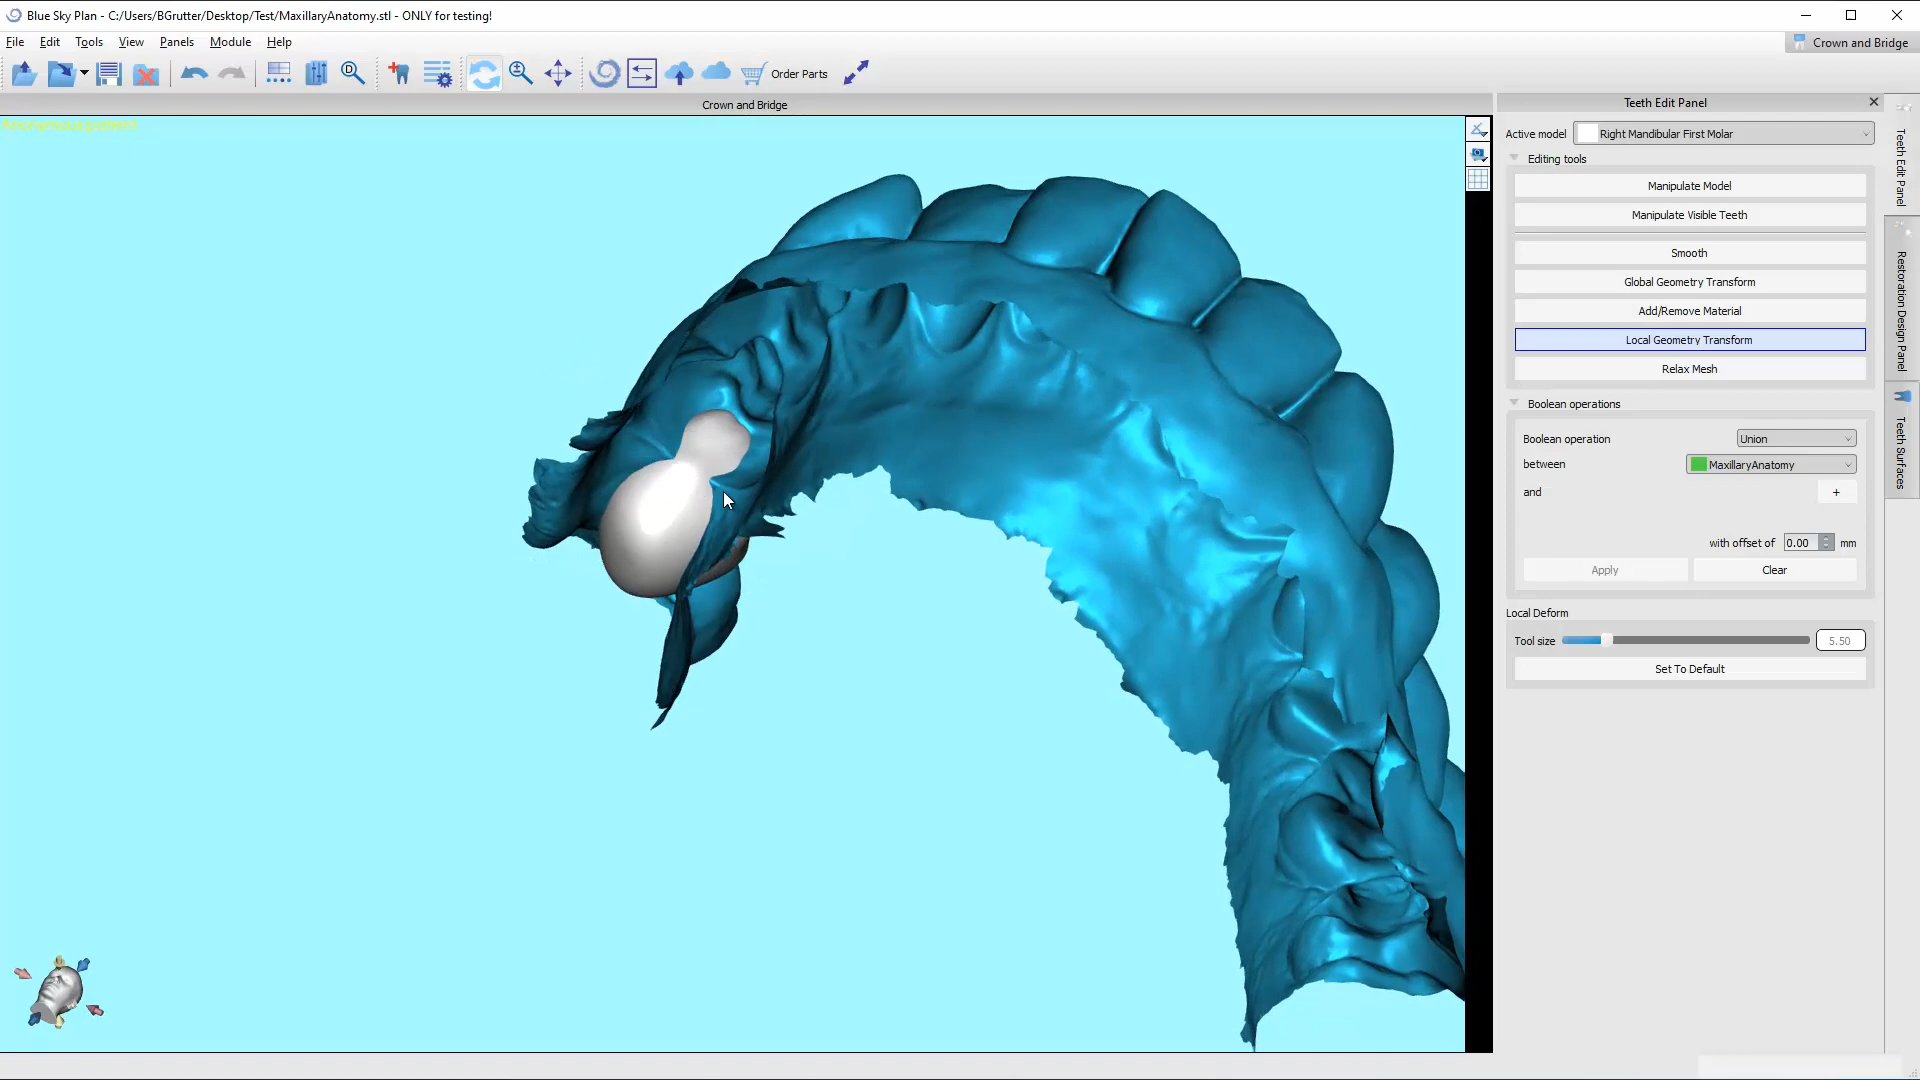 Blue Sky Plan - C:/Users/BGrutter/Desktop/Test/MaxillaryAnatomy.stl - ONLY for testing!
File Edit Tools View Panels Module Help
Crown and Bridge
Order Parts
Crown and Bridge
Anonymous patient
Teeth Edit Panel
Active model Right Mandibular First Molar
Editing tools
Manipulate Model
Manipulate Visible Teeth
Smooth
Global Geometry Transform
Add/Remove Material
Local Geometry Transform
Relax Mesh
Boolean operations
Boolean operation Union
between MaxillaryAnatomy
and +
with offset of 0.00 mm
Apply Clear
Local Deform
Tool size 5.50
Set To Default
Teeth Edit Panel
Restoration Design Panel
Teeth Surfaces